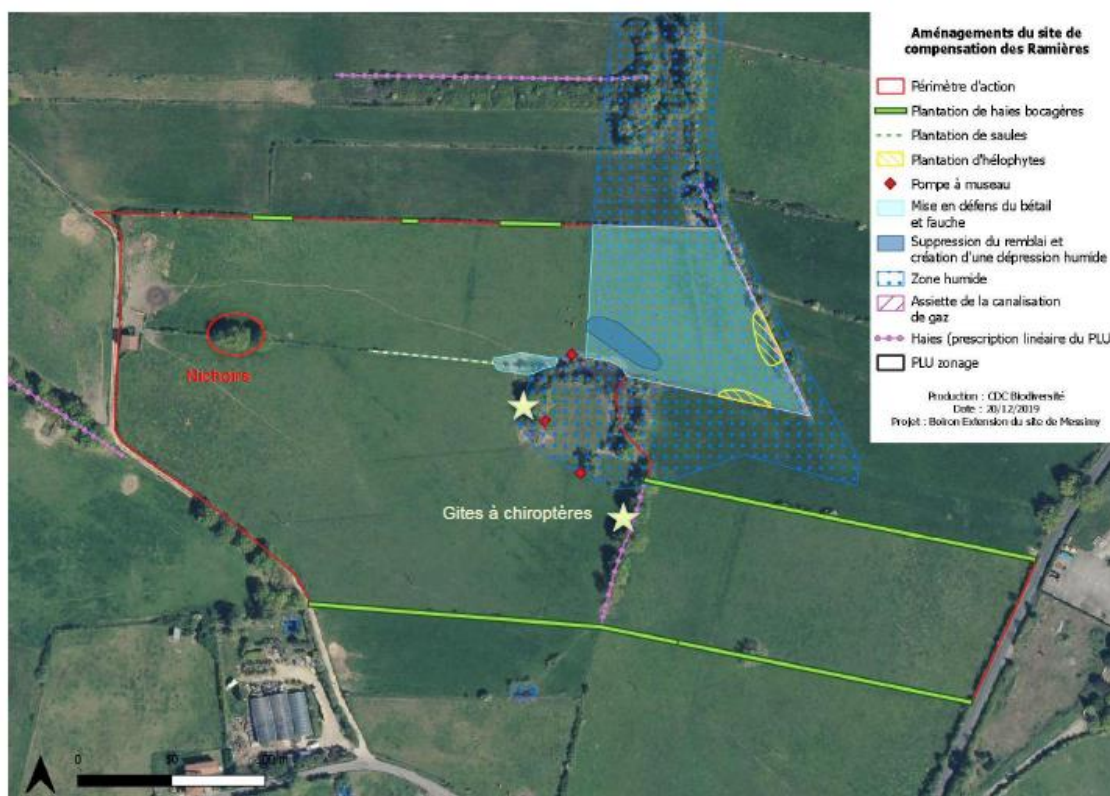 Aménagements du site de
compensation des Ramières
Périmètre d'action
Plantation de haies bocagères
Plantation de saules
Plantation d'hélophytes
Pompe à museau
Mise en défens du bétail
et fauche
Suppression du remblai et
création d'une dépression humide
Zone humide
Assiette de la canalisation
de gaz
Haies (prescription linéaire du PLU
PLU zonage
Production : CDC Biodiversité
Date : 20/12/2019
Projet : Boiron Extension du site de Messimy
Nichoirs
Gites à chiroptères
0